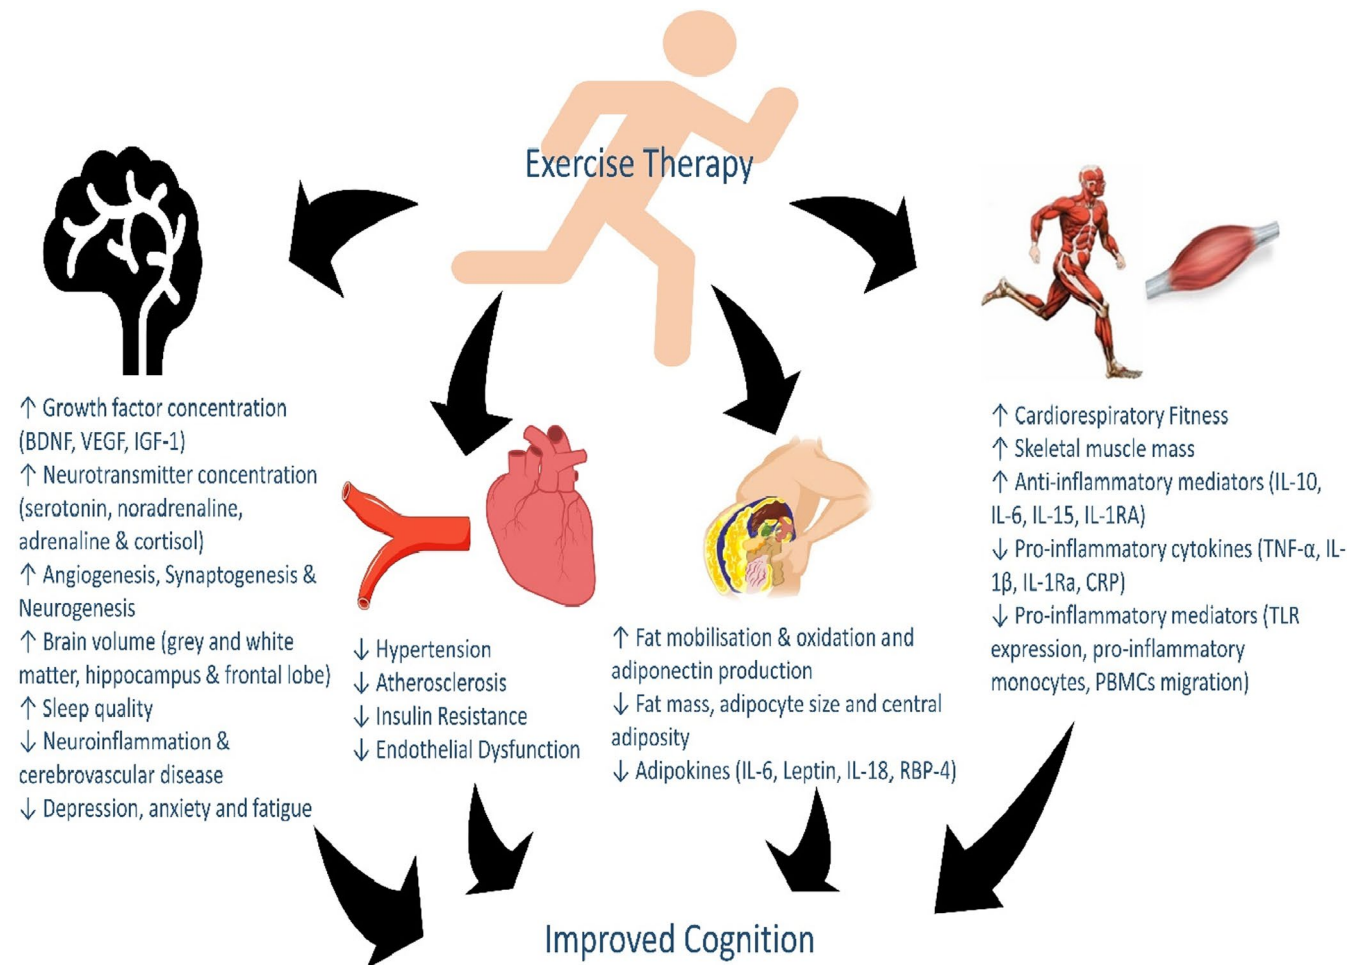 Exercise Therapy
↑ Growth factor concentration
(BDNF, VEGF, IGF-1)
↑ Neurotransmitter concentration
(serotonin, noradrenaline,
adrenaline & cortisol)
↑ Angiogenesis, Synaptogenesis &
Neurogenesis
↑ Brain volume (grey and white
matter, hippocampus & frontal lobe)
↑ Sleep quality
↓ Neuroinflammation &
cerebrovascular disease
↓ Depression, anxiety and fatigue
↓ Hypertension
↓ Atherosclerosis
↓ Insulin Resistance
↓ Endothelial Dysfunction
↑ Fat mobilisation & oxidation and
adiponectin production
↓ Fat mass, adipocyte size and central
adiposity
↓ Adipokines (IL-6, Leptin, IL-18, RBP-4)
↑ Cardiorespiratory Fitness
↑ Skeletal muscle mass
↑ Anti-inflammatory mediators (IL-10,
IL-6, IL-15, IL-1RA)
↓ Pro-inflammatory cytokines (TNF-α, IL-
1β, IL-1Ra, CRP)
↓ Pro-inflammatory mediators (TLR
expression, pro-inflammatory
monocytes, PBMCs migration)
Improved Cognition